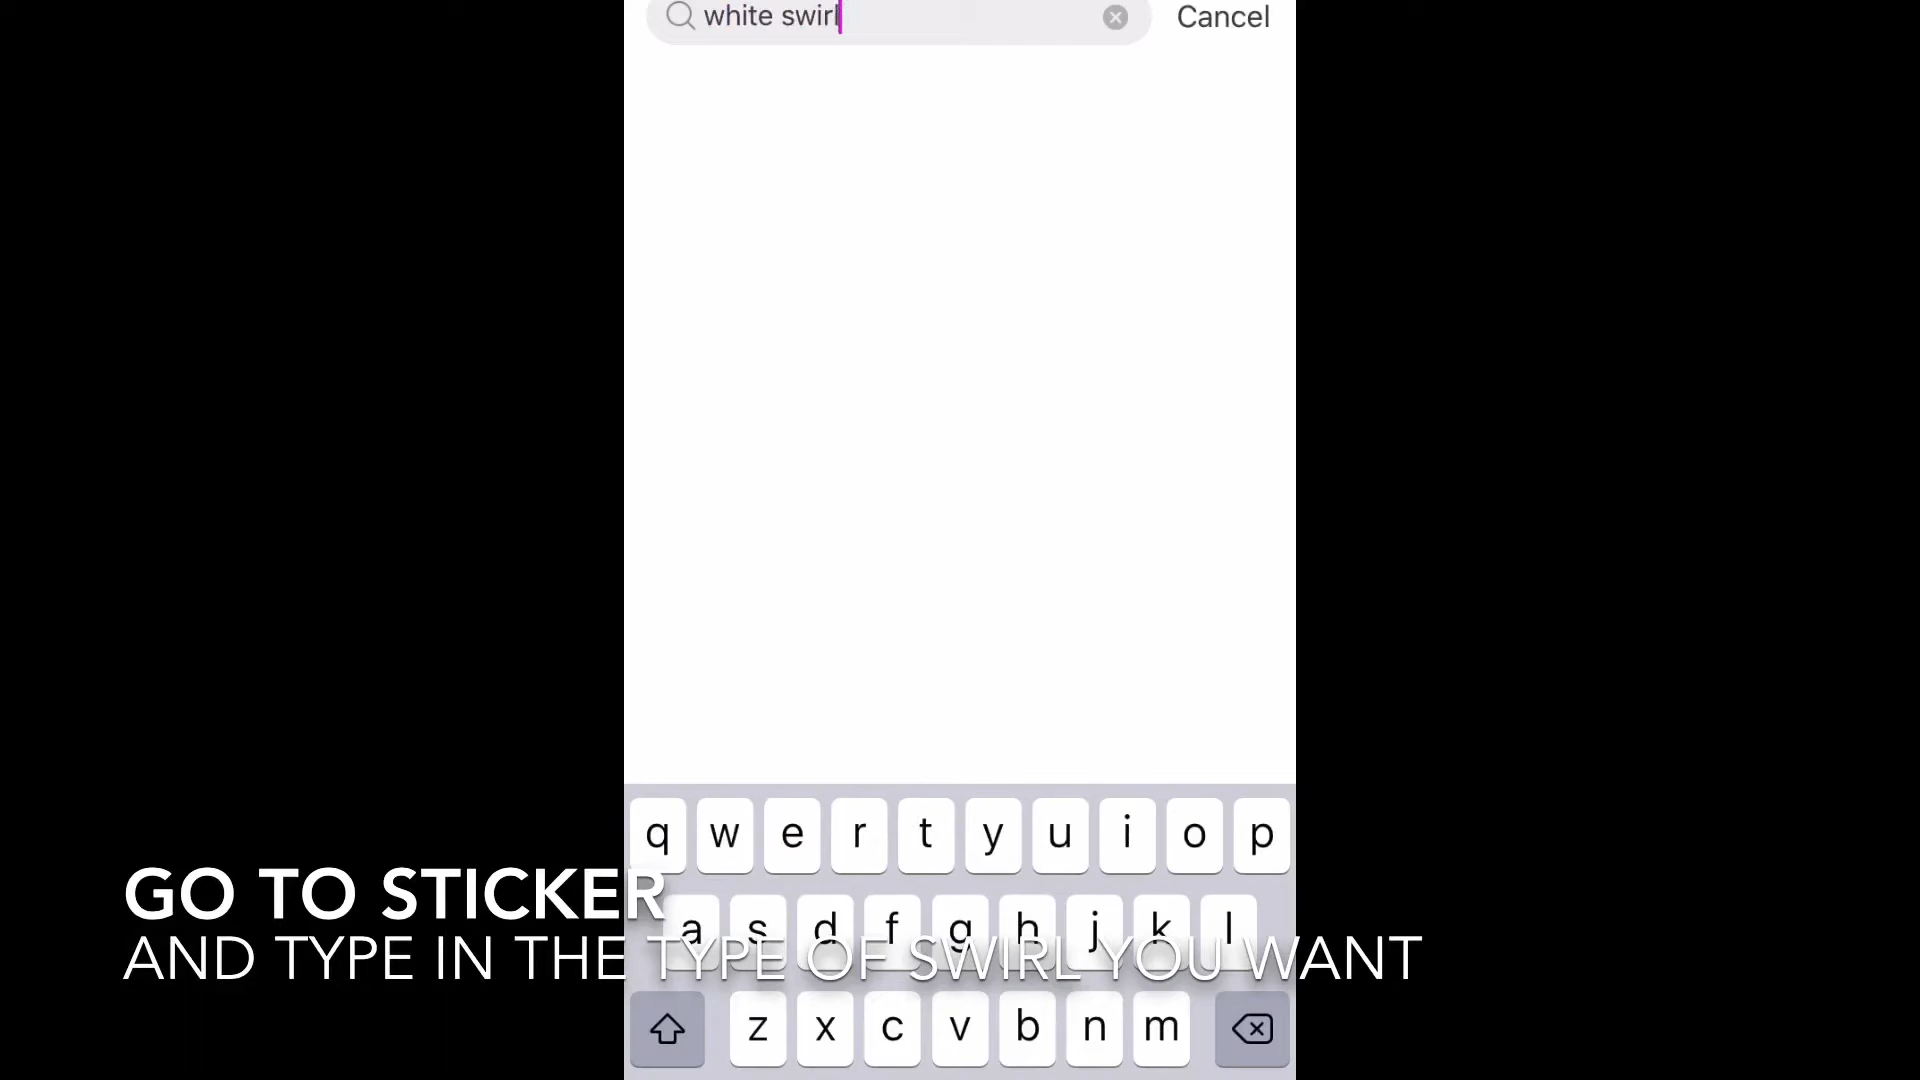 white swirl
Cancel
q w e r t y u i o p
GO TO STICKER
a s d f g h j k l
AND TYPE IN THE TYPE OF SWIRL YOU WANT
z x c v b n m